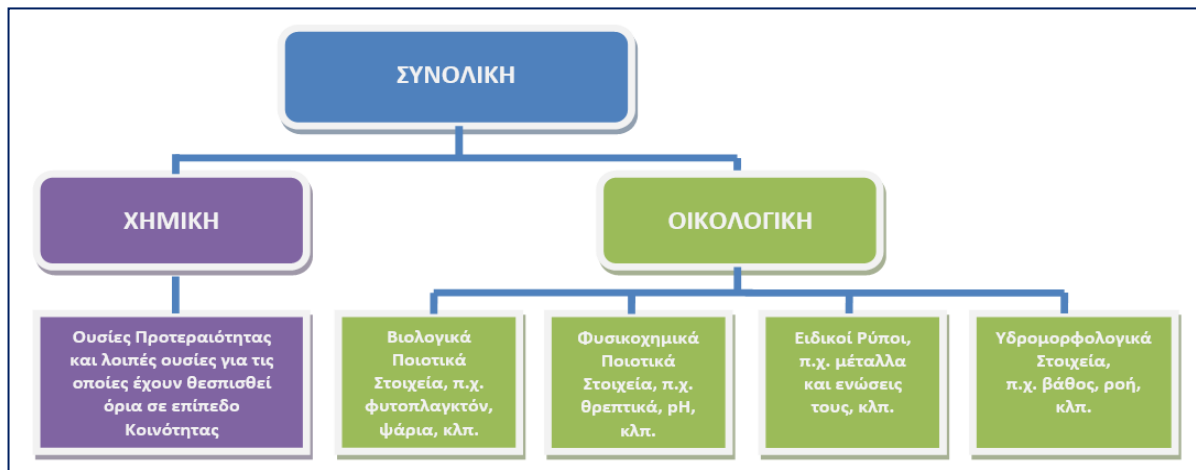 ΣΥΝΟΛΙΚΗ
ΧΗΜΙΚΗ
ΟΙΚΟΛΟΓΙΚΗ
Ουσίες Προτεραιότητας
και λοιπές ουσίες για τις
οποίες έχουν θεσπισθεί
όρια σε επίπεδο
Κοινότητας
Βιολογικά
Ποιοτικά
Στοιχεία, π.χ.
φυτοπλαγκτόν,
ψάρια, κλπ.
Φυσικοχημικά
Ποιοτικά
Στοιχεία, π.χ.
θρεπτικά, pH,
κλπ.
Ειδικοί Ρύποι,
π.χ. μέταλλα
και ενώσεις
τους, κλπ.
Υδρομορφολογικά
Στοιχεία,
π.χ. βάθος, ροή,
κλπ.